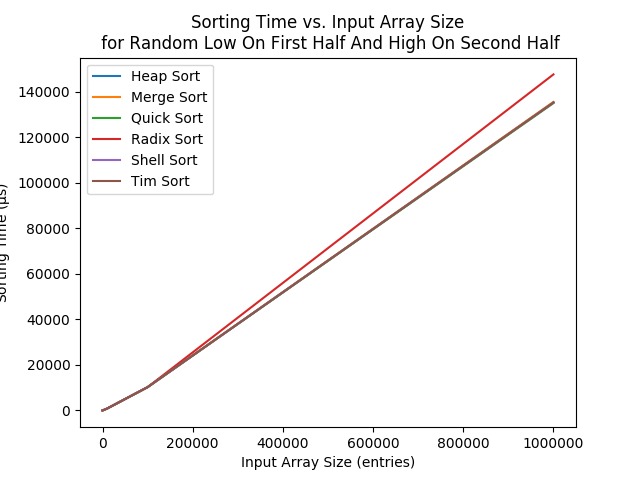 Sorting Time vs. Input Array Size
for Random Low On First Half And High On Second Half
Heap Sort
Merge Sort
Quick Sort
Radix Sort
Shell Sort
Tim Sort
140000
120000
100000
80000
60000
40000
20000
0
Sorting Time (µs)
0 200000 400000 600000 800000 1000000
Input Array Size (entries)